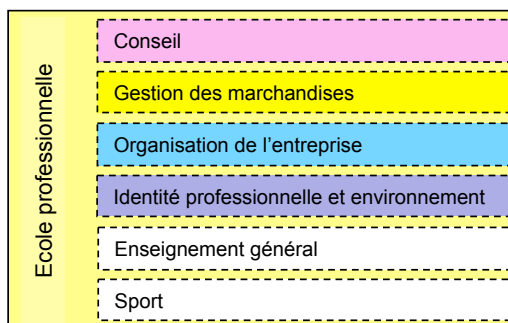 Ecole professionnelle
Conseil
Gestion des marchandises
Organisation de l'entreprise
Identité professionnelle et environnement
Enseignement général
Sport